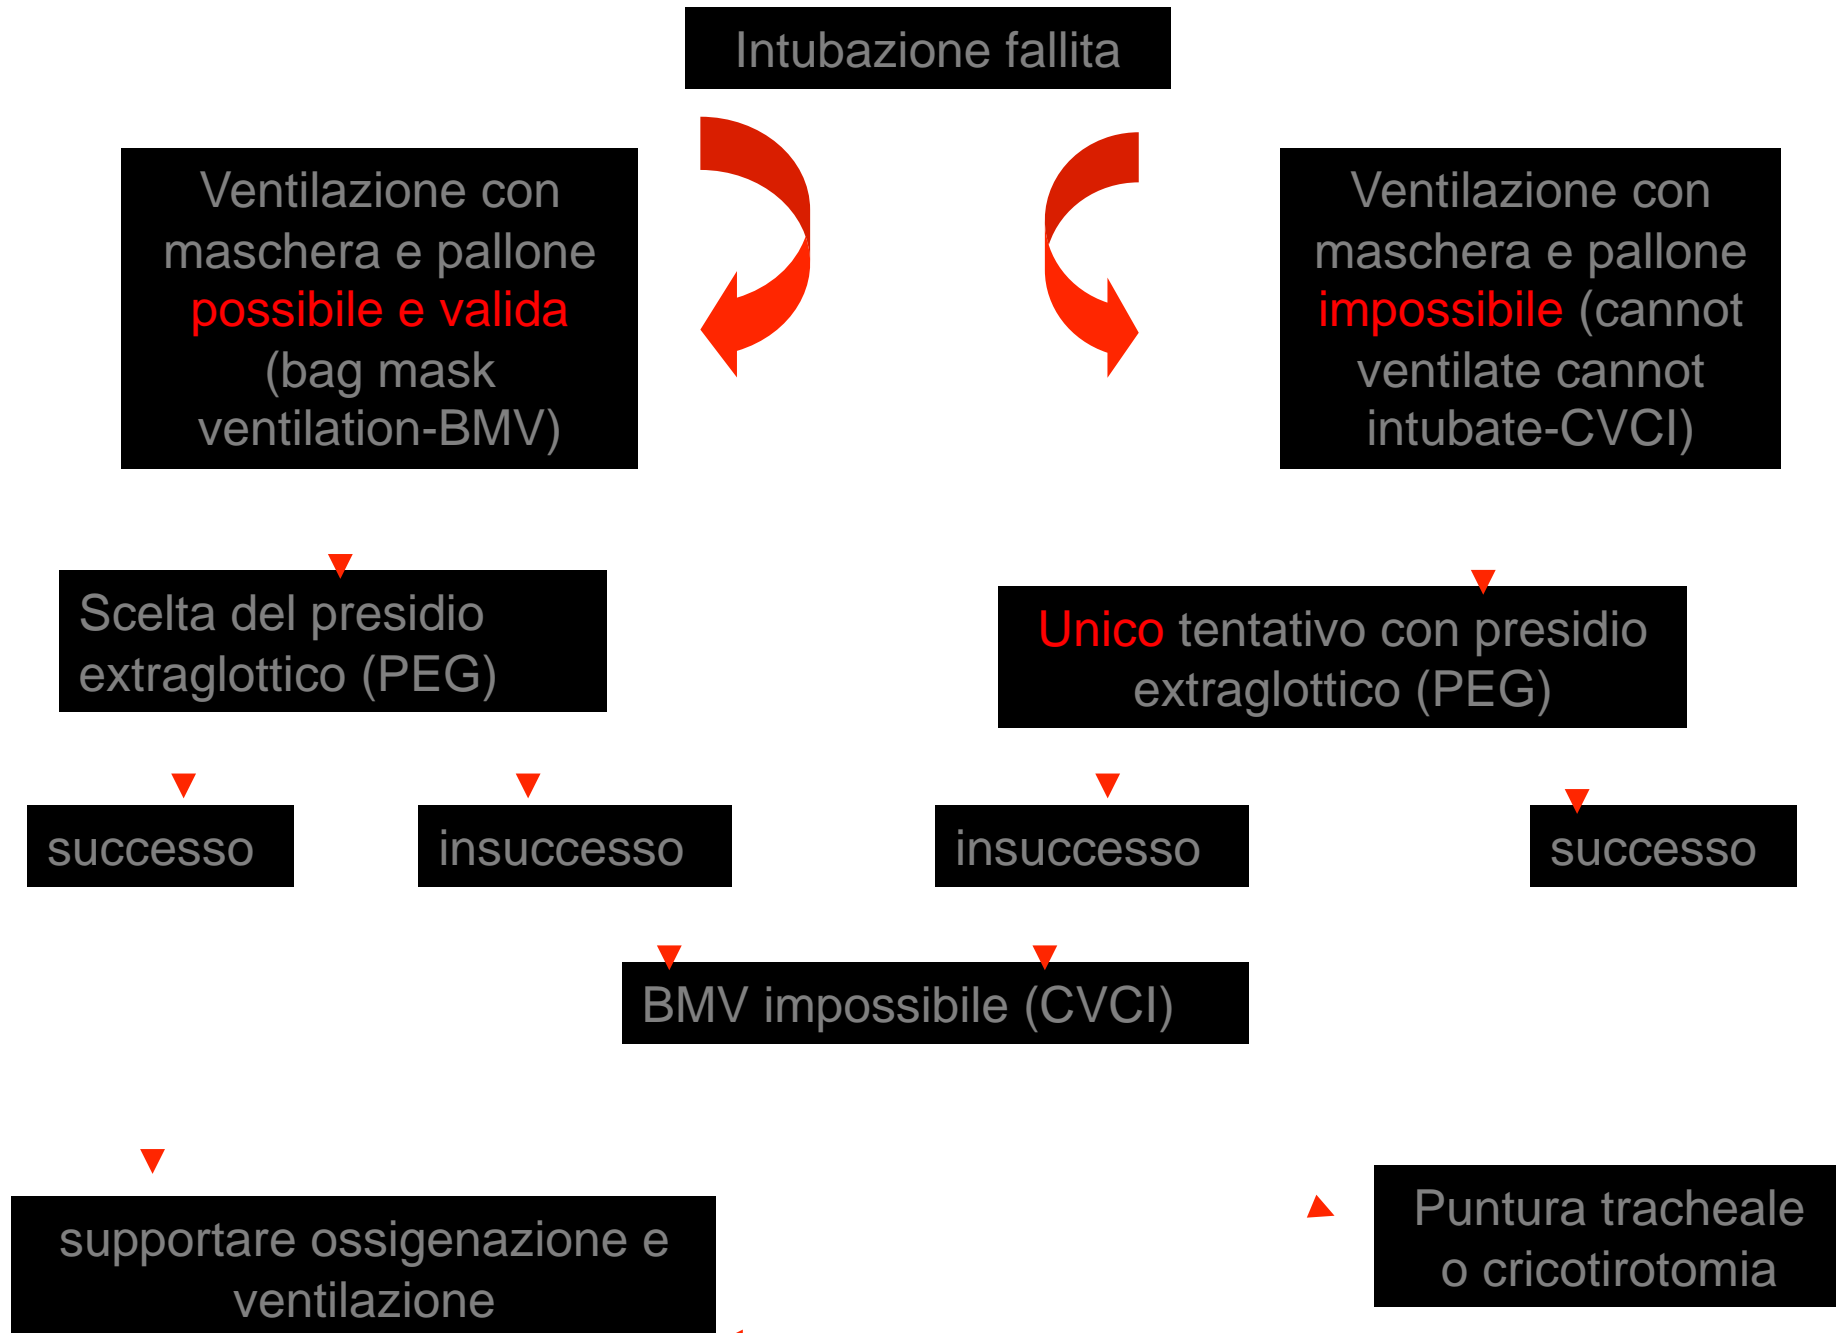 Intubazione fallita
Ventilazione con
maschera e pallone
possibile e valida
(bag mask
ventilation-BMV)
Ventilazione con
maschera e pallone
impossibile (cannot
ventilate cannot
intubate-CVCI)
Scelta del presidio
extraglottico (PEG)
Unico tentativo con presidio
extraglottico (PEG)
successo
insuccesso
insuccesso
successo
BMV impossibile (CVCI)
supportare ossigenazione e
ventilazione
Puntura tracheale
o cricotirotomia